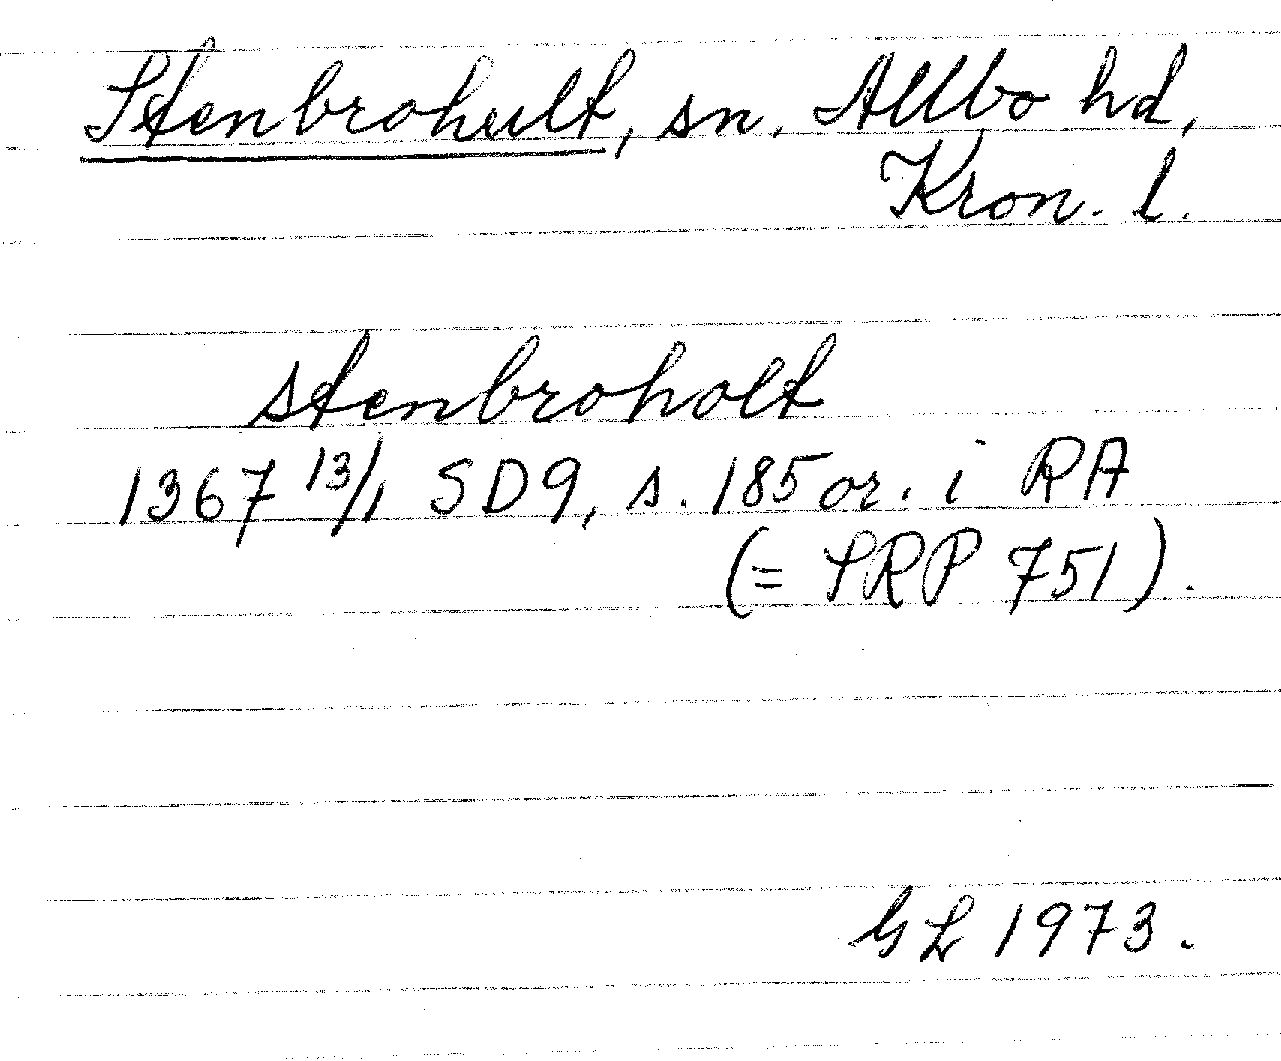 Stenbrohult, sn. Allbo hd,
Kron. l.
stenbroholt
1367 13/1 SD9, s. 185 or. i RA
(= SRP 751).
GL 1973.